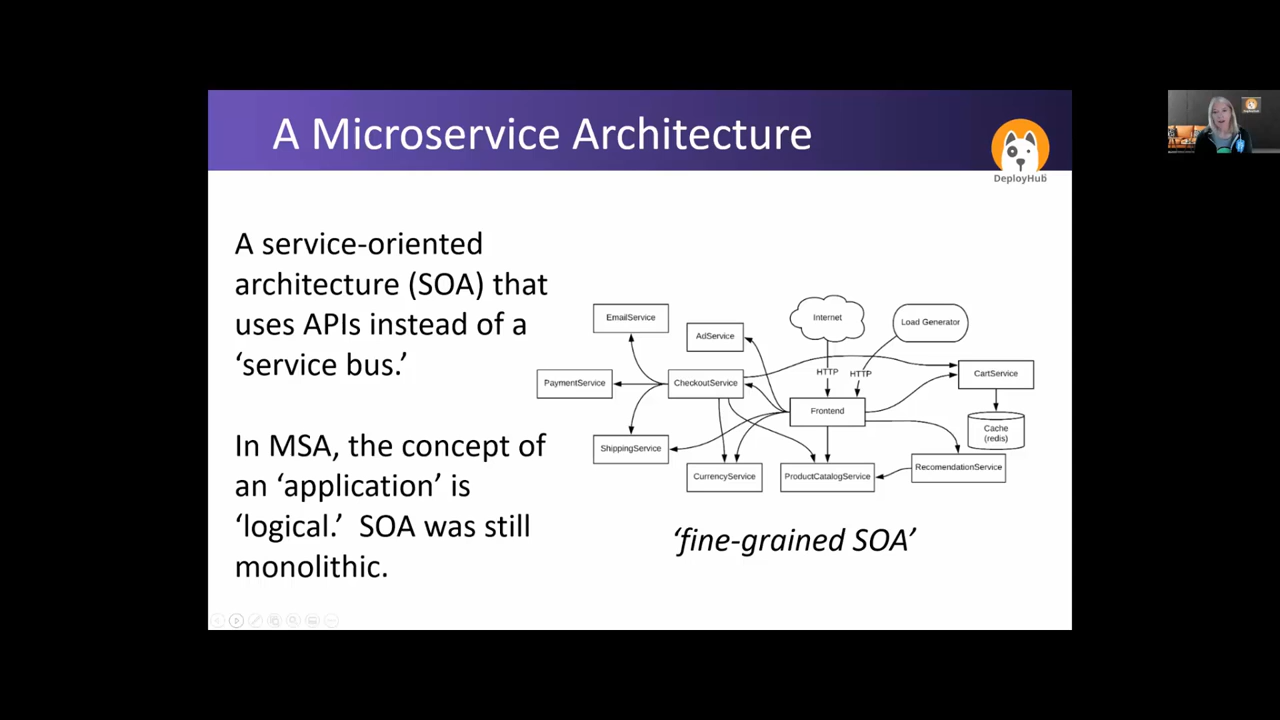 A Microservice Architecture
DeployHub
A service-oriented
architecture (SOA) that
uses APIs instead of a
‘service bus.’
In MSA, the concept of
an ‘application’ is
‘logical.’ SOA was still
monolithic.
EmailService
AdService
Internet
Load Generator
HTTP
HTTP
CartService
PaymentService
CheckoutService
Frontend
Cache
(redis)
ShippingService
CurrencyService
ProductCatalogService
RecomendationService
‘fine-grained SOA’